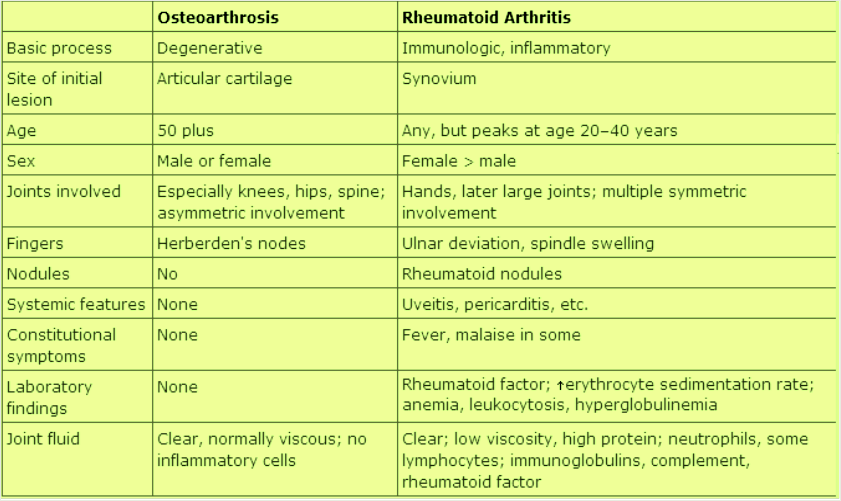 Osteoarthrosis Rheumatoid Arthritis
Basic process Degenerative Immunologic, inflammatory
Site of initial Articular cartilage Synovium
lesion
Age 50 plus Any, but peaks at age 20–40 years
Sex Male or female Female > male
Joints involved Especially knees, hips, spine; Hands, later large joints; multiple symmetric
asymmetric involvement involvement
Fingers Herberden's nodes Ulnar deviation, spindle swelling
Nodules No Rheumatoid nodules
Systemic features None Uveitis, pericarditis, etc.
Constitutional None Fever, malaise in some
symptoms
Laboratory None Rheumatoid factor; ↑erythrocyte sedimentation rate;
findings anemia, leukocytosis, hyperglobulinemia
Joint fluid Clear, normally viscous; no Clear; low viscosity, high protein; neutrophils, some
inflammatory cells lymphocytes; immunoglobulins, complement,
rheumatoid factor